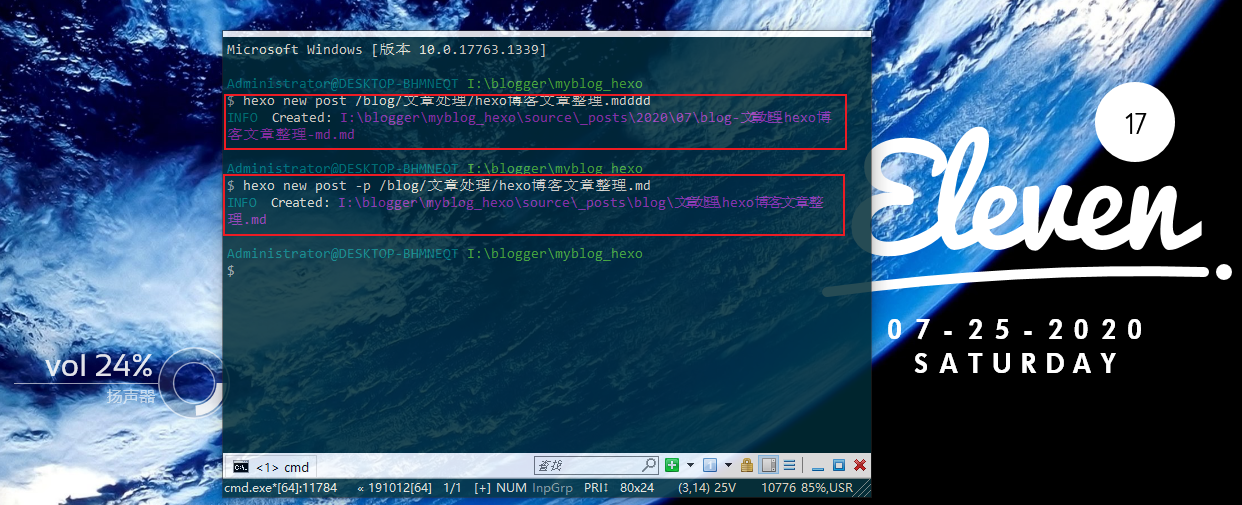 Microsoft Windows [版本 10.0.17763.1339]
Administrator@DESKTOP-BHMNEQT I:\blogger\myblog_hexo
$ hexo new post /blog/文章处理/hexo博客文章整理.mdddd
INFO Created: I:\blogger\myblog_hexo\source\_posts\2020\07\blog-文章处理-hexo博
客文章整理-md.md
Administrator@DESKTOP-BHMNEQT I:\blogger\myblog_hexo
$ hexo new post -p /blog/文章处理/hexo博客文章整理.md
INFO Created: I:\blogger\myblog_hexo\source\_posts\blog\文章处理\hexo博客文章整
理.md
Administrator@DESKTOP-BHMNEQT I:\blogger\myblog_hexo
$
17
Eleven
07-25-2020
SATURDAY
vol 24%
扬声器
<1> cmd
查找
cmd.exe*[64]:11784 « 191012[64] 1/1 [+] NUM InpGrp PRI↕ 80x24 (3,14) 25V 10776 85%,USR